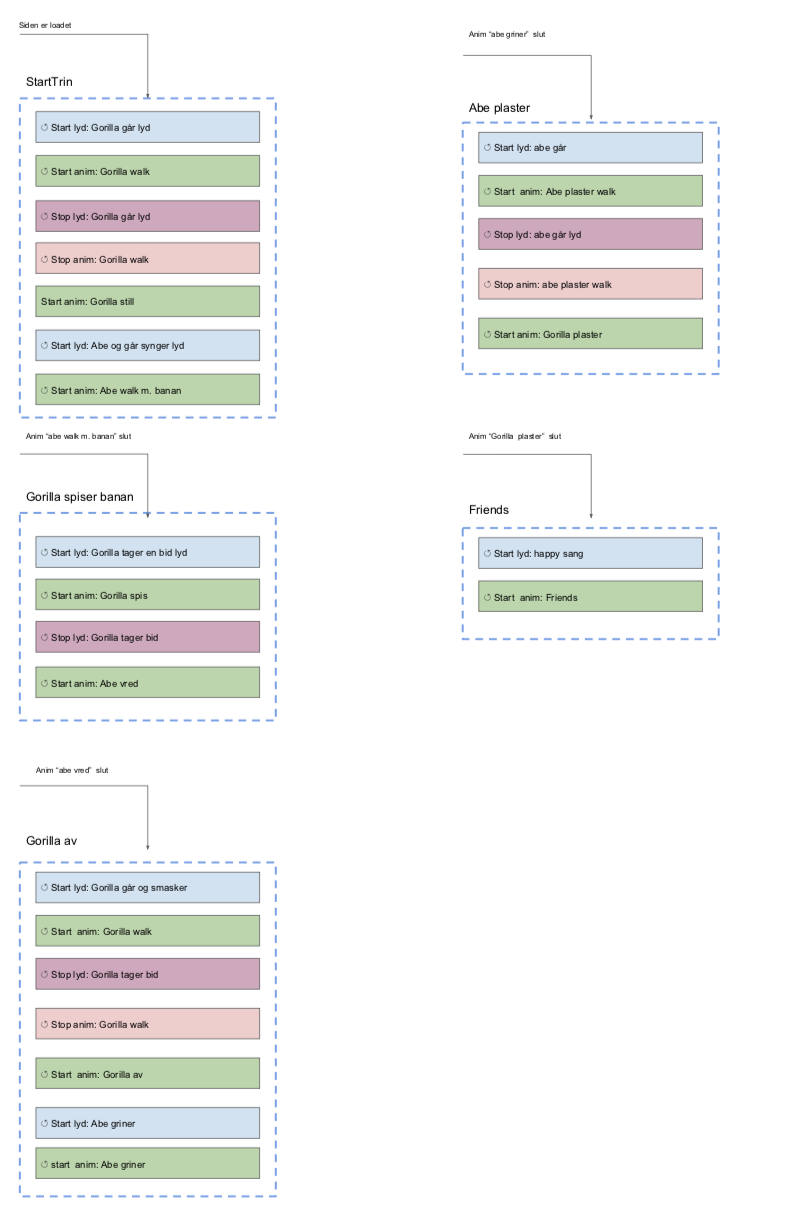 Siden er loadet
StartTrin
Start lyd: Gorilla går lyd
Start anim: Gorilla walk
Stop lyd: Gorilla går lyd
Stop anim: Gorilla walk
Start anim: Gorilla still
Start lyd: Abe og går synger lyd
Start anim: Abe walk m. banan
Anim “abe walk m. banan” slut
Gorilla spiser banan
Start lyd: Gorilla tager en bid lyd
Start anim: Gorilla spis
Stop lyd: Gorilla tager bid
Start anim: Abe vred
Anim “abe vred” slut
Gorilla av
Start lyd: Gorilla går og smasker
Start anim: Gorilla walk
Stop lyd: Gorilla tager bid
Stop anim: Gorilla walk
Start anim: Gorilla av
Start lyd: Abe griner
start anim: Abe griner
Anim “abe griner” slut
Abe plaster
Start lyd: abe går
Start anim: Abe plaster walk
Stop lyd: abe går lyd
Stop anim: abe plaster walk
Start anim: Gorilla plaster
Anim “Gorilla plaster” slut
Friends
Start lyd: happy sang
Start anim: Friends